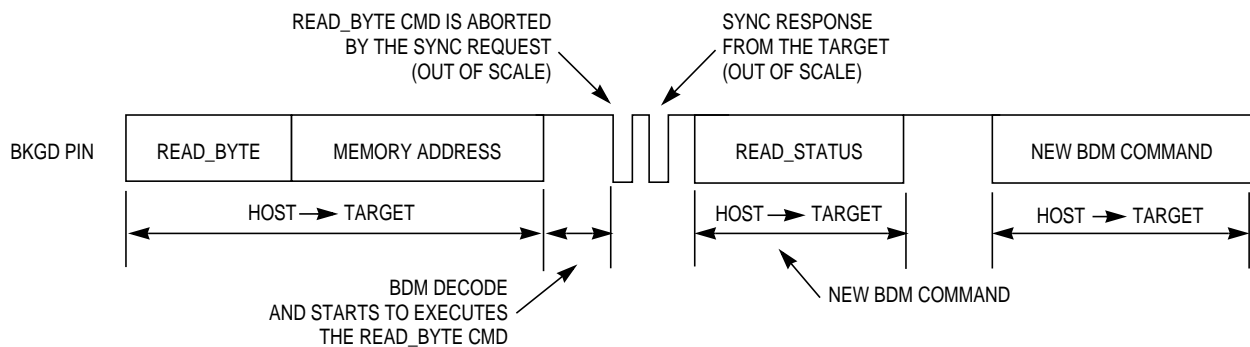 READ_BYTE CMD IS ABORTED
BY THE SYNC REQUEST
(OUT OF SCALE)
SYNC RESPONSE
FROM THE TARGET
(OUT OF SCALE)
BKGD PIN
READ_BYTE
MEMORY ADDRESS
READ_STATUS
NEW BDM COMMAND
HOST TARGET
HOST TARGET
HOST TARGET
BDM DECODE
AND STARTS TO EXECUTES
THE READ_BYTE CMD
NEW BDM COMMAND